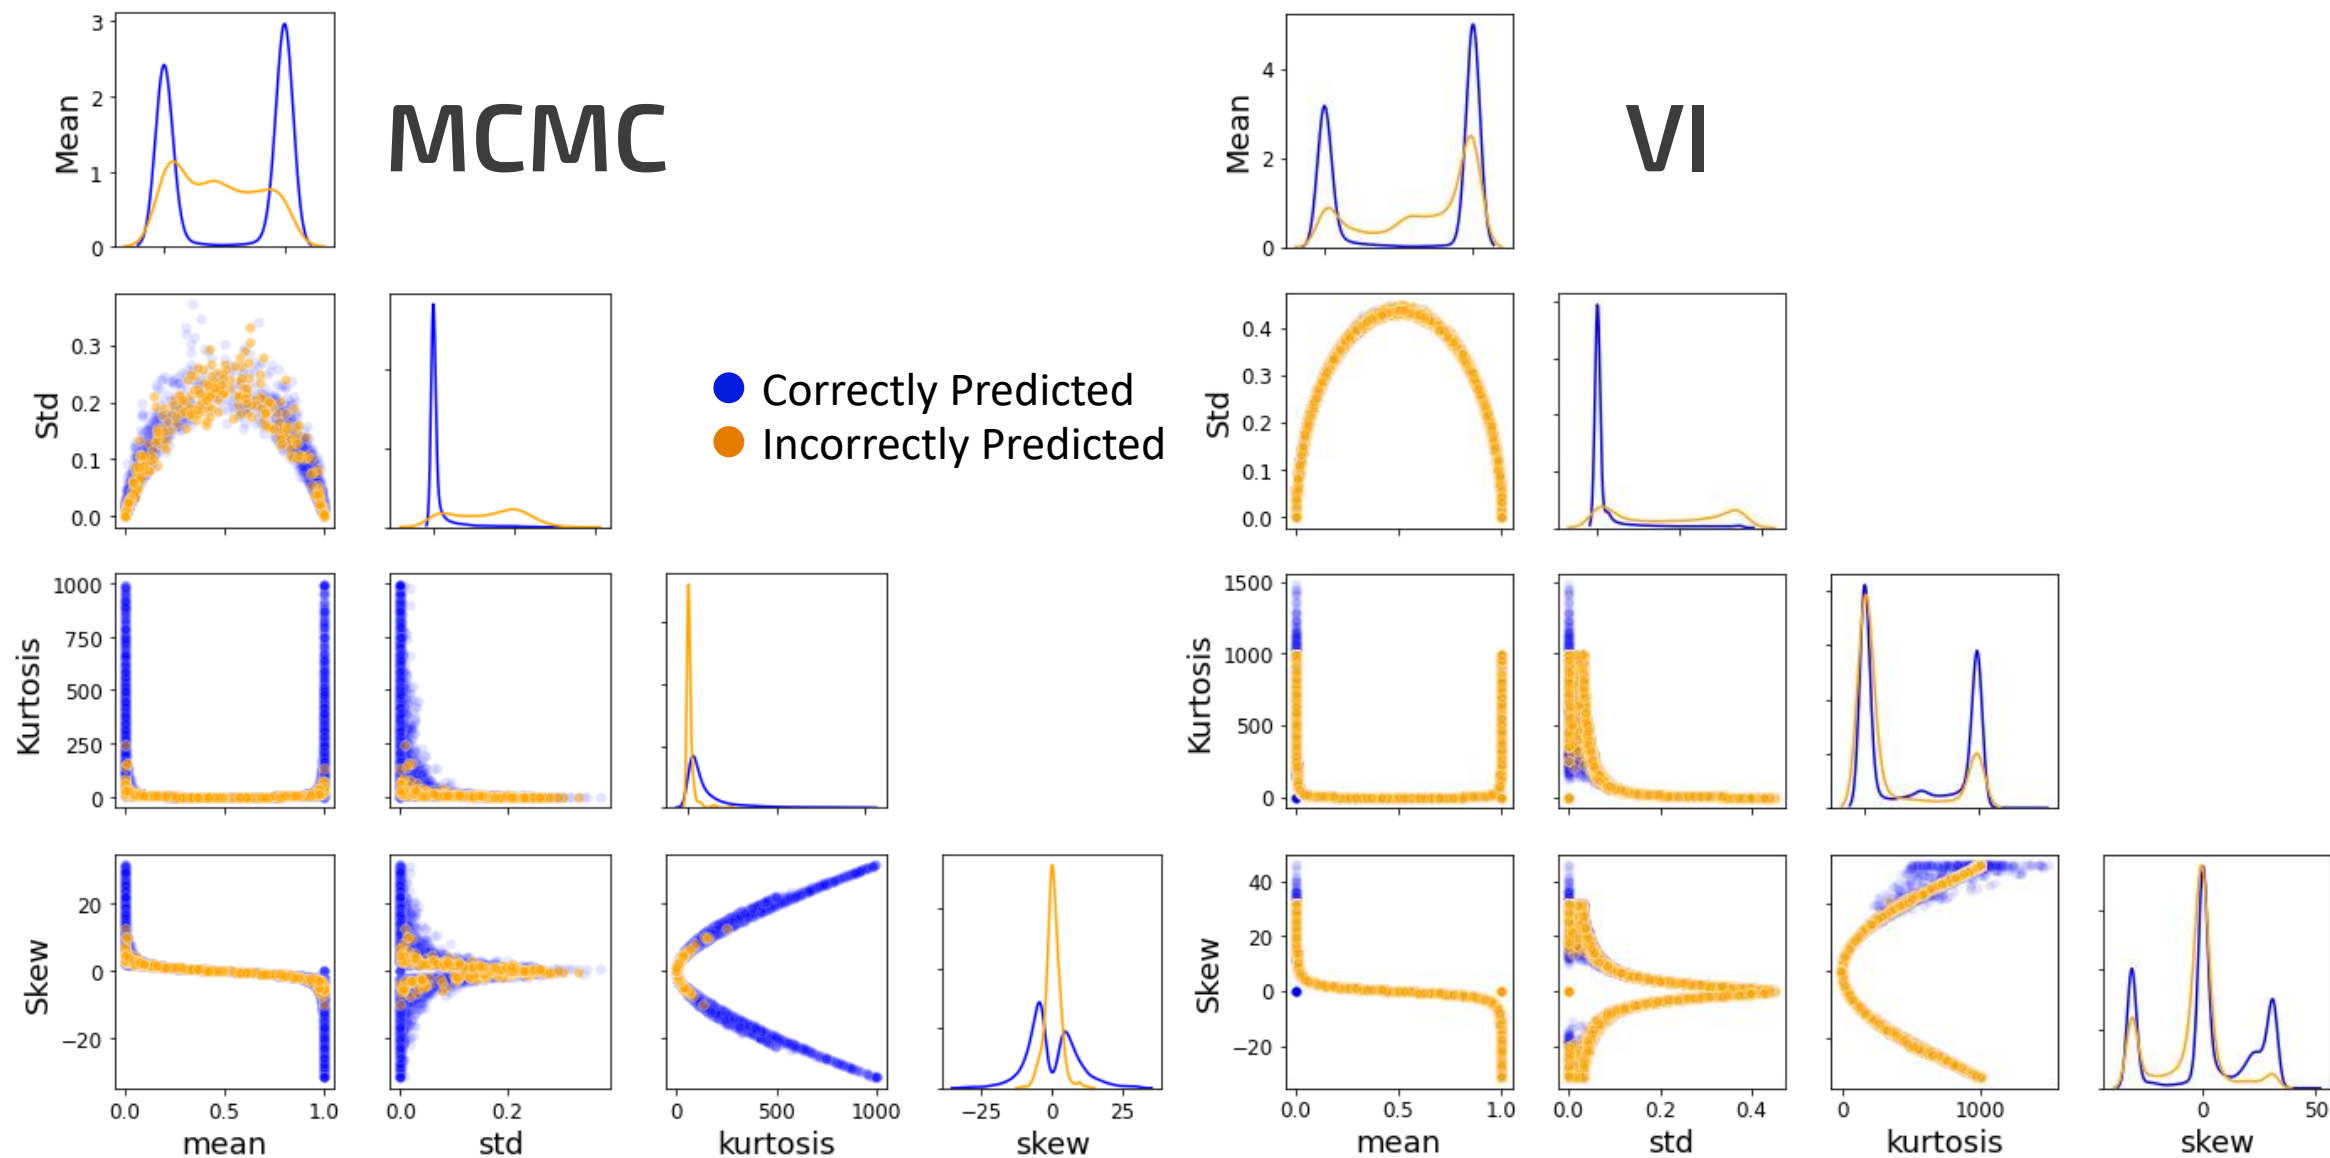 MCMC
Mean
3
2
1
0
Std
0.3
0.2
0.1
0.0
Correctly Predicted
Incorrectly Predicted
Kurtosis
1000
750
500
250
0
Skew
20
0
−20
0.0 0.5 1.0
mean
0.0 0.2
std
0 500 1000
kurtosis
−25 0 25
skew
VI
Mean
4
2
0
Std
0.4
0.3
0.2
0.1
0.0
Kurtosis
1500
1000
500
0
Skew
40
20
0
−20
0.0 0.5 1.0
mean
0.0 0.2 0.4
std
0 1000
kurtosis
0 50
skew